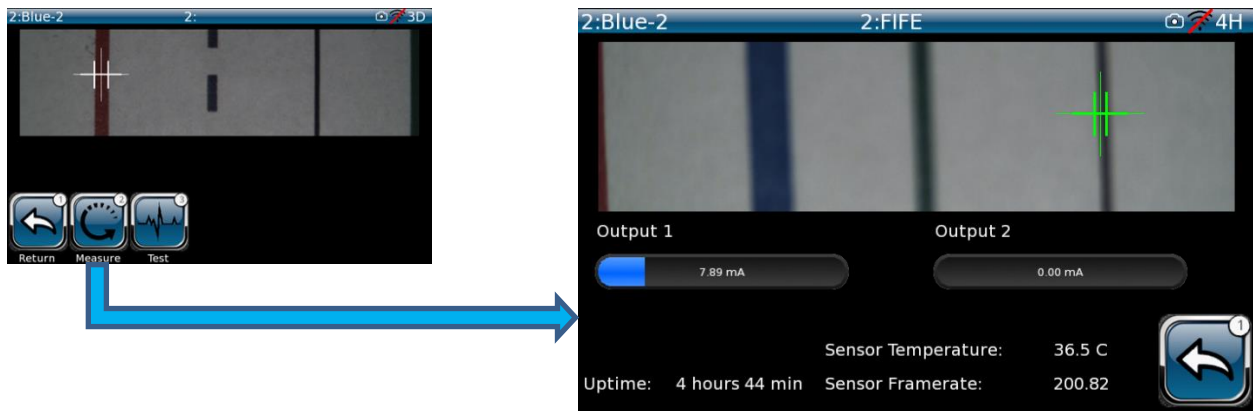 2:Blue-2 2: 3D
1 2 3
Return Measure Test
2:Blue-2 2:FIFE 4H
Output 1 Output 2
7.89 mA 0.00 mA
1
Sensor Temperature: 36.5 C
Uptime: 4 hours 44 min Sensor Framerate: 200.82